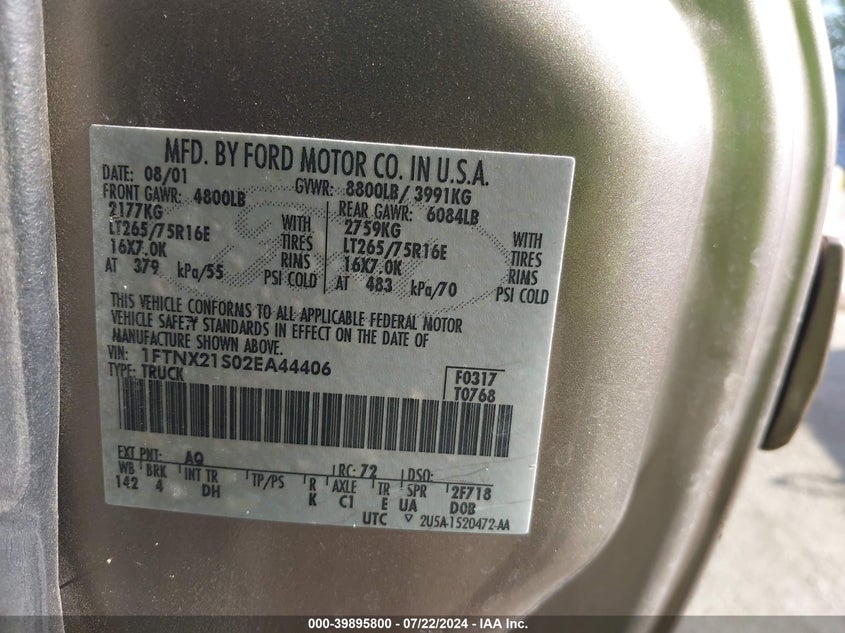 MFD. BY FORD MOTOR CO. IN U.S.A.
DATE: 08/01 GVWR: 8800LB/ 3991KG
FRONT GAWR: 4800LB REAR GAWR: 6084LB
2177KG WITH 2759KG WITH
LT265/75R16E TIRES LT265/75R16E TIRES
16X7.0K RIMS 16X7.0K RIMS
AT 379 kPa/55 PSI COLD AT 483 kPa/70 PSI COLD
THIS VEHICLE CONFORMS TO ALL APPLICABLE FEDERAL MOTOR
VEHICLE SAFETY STANDARDS IN EFFECT ON THE DATE OF
MANUFACTURE SHOWN ABOVE.
VIN: 1FTNX21S02EA44406 F0317
TYPE: TRUCK T0768
EXT PNT: AQ RC: 72 DSO:
WB BRK INT TR TP/PS R AXLE TR SPR 2F718
142 4 DH K C1 E UA D0B
UTC ▽ 2U5A-1520472-AA
000-39895800 - 07/22/2024 - IAA Inc.